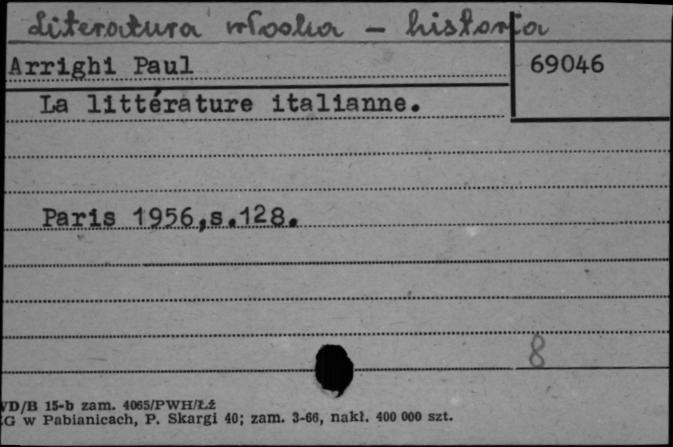 Literatura włoska – historia
Arrighi Paul 69046
La littérature italianne.
Paris 1956,s.128.
8
VD/B 15-b zam. 4065/PWH/Łź
G w Pabianicach, P. Skargi 40; zam. 3-66, nakł. 400 000 szt.